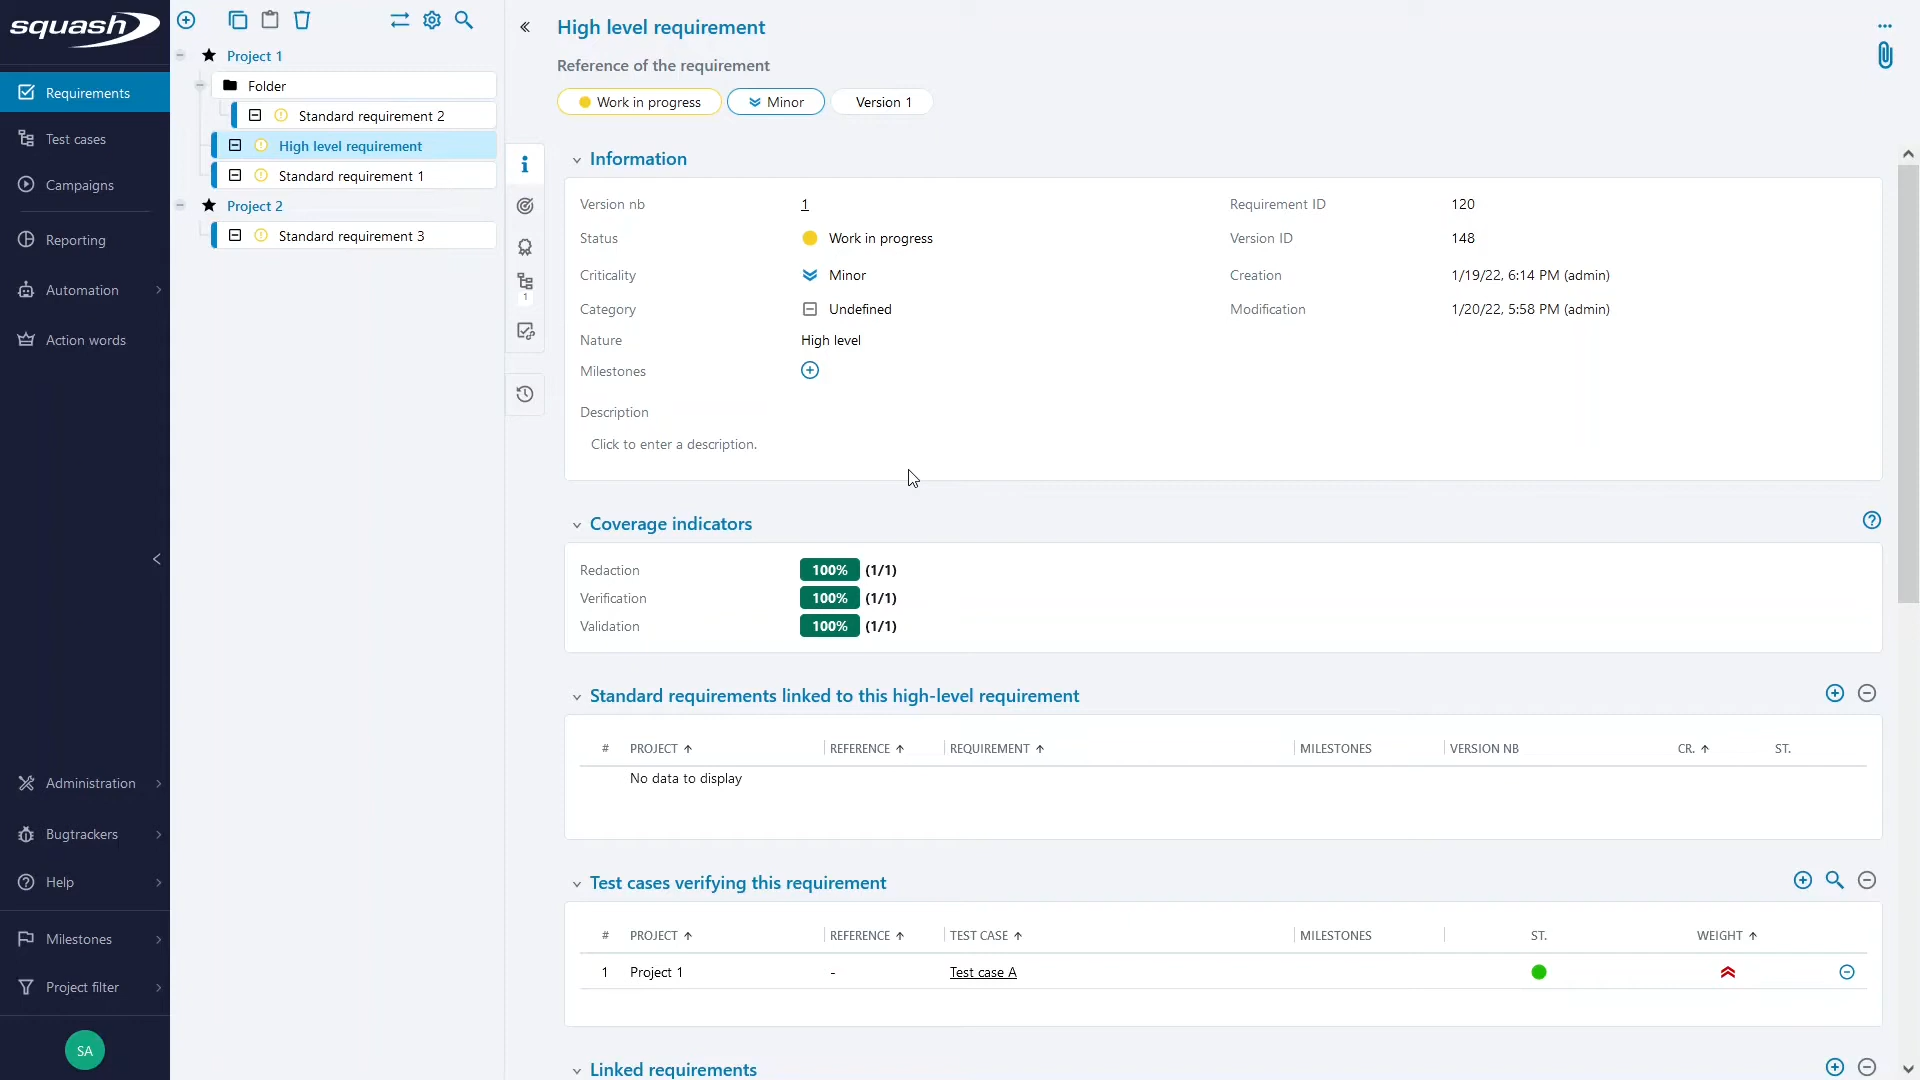 squash
Requirements
Test cases
Campaigns
Reporting
Automation
Action words
Administration
Bugtrackers
Help
Milestones
Project filter
SA
Project 1
Folder
Standard requirement 2
High level requirement
Standard requirement 1
Project 2
Standard requirement 3
1
High level requirement
Reference of the requirement
Work in progress Minor Version 1
Information
Version nb 1 Requirement ID 120
Status Work in progress Version ID 148
Criticality Minor Creation 1/19/22, 6:14 PM (admin)
Category Undefined Modification 1/20/22, 5:58 PM (admin)
Nature High level
Milestones
Description
Click to enter a description.
Coverage indicators
Redaction 100% (1/1)
Verification 100% (1/1)
Validation 100% (1/1)
Standard requirements linked to this high-level requirement
# PROJECT REFERENCE REQUIREMENT MILESTONES VERSION NB CR. ST.
No data to display
Test cases verifying this requirement
# PROJECT REFERENCE TEST CASE MILESTONES ST. WEIGHT
1 Project 1 - Test case A
Linked requirements